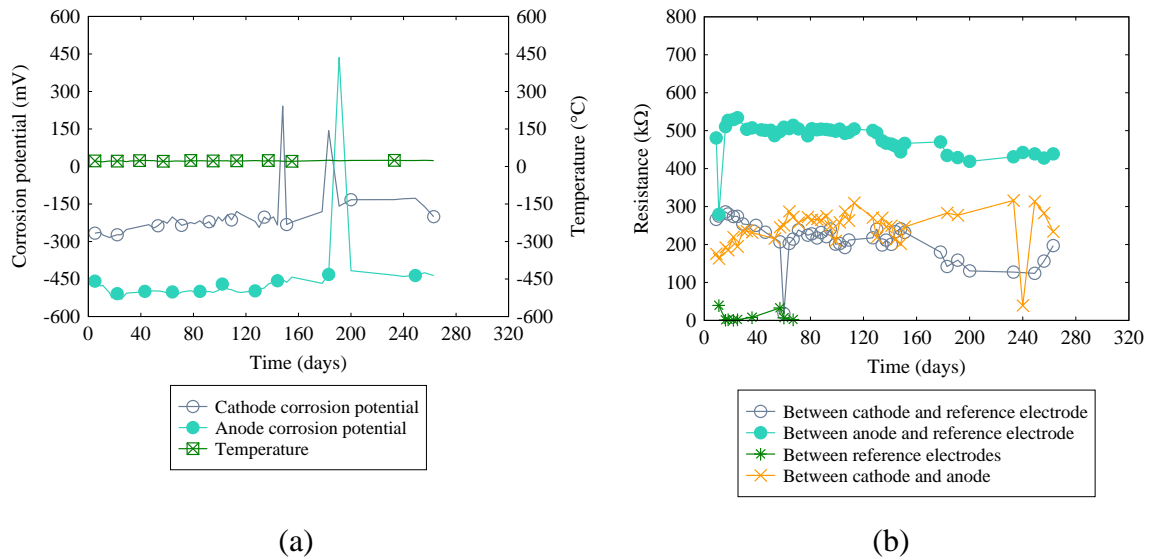 600
450
300
150
0
-150
-300
-450
-600
Corrosion potential (mV)
600
450
300
150
0
-150
-300
-450
-600
Temperature (°C)
0 40 80 120 160 200 240 280 320
Time (days)
Cathode corrosion potential
Anode corrosion potential
Temperature
(a)
800
700
600
500
400
300
200
100
0
Resistance (kΩ)
0 40 80 120 160 200 240 280 320
Time (days)
Between cathode and reference electrode
Between anode and reference electrode
Between reference electrodes
Between cathode and anode
(b)